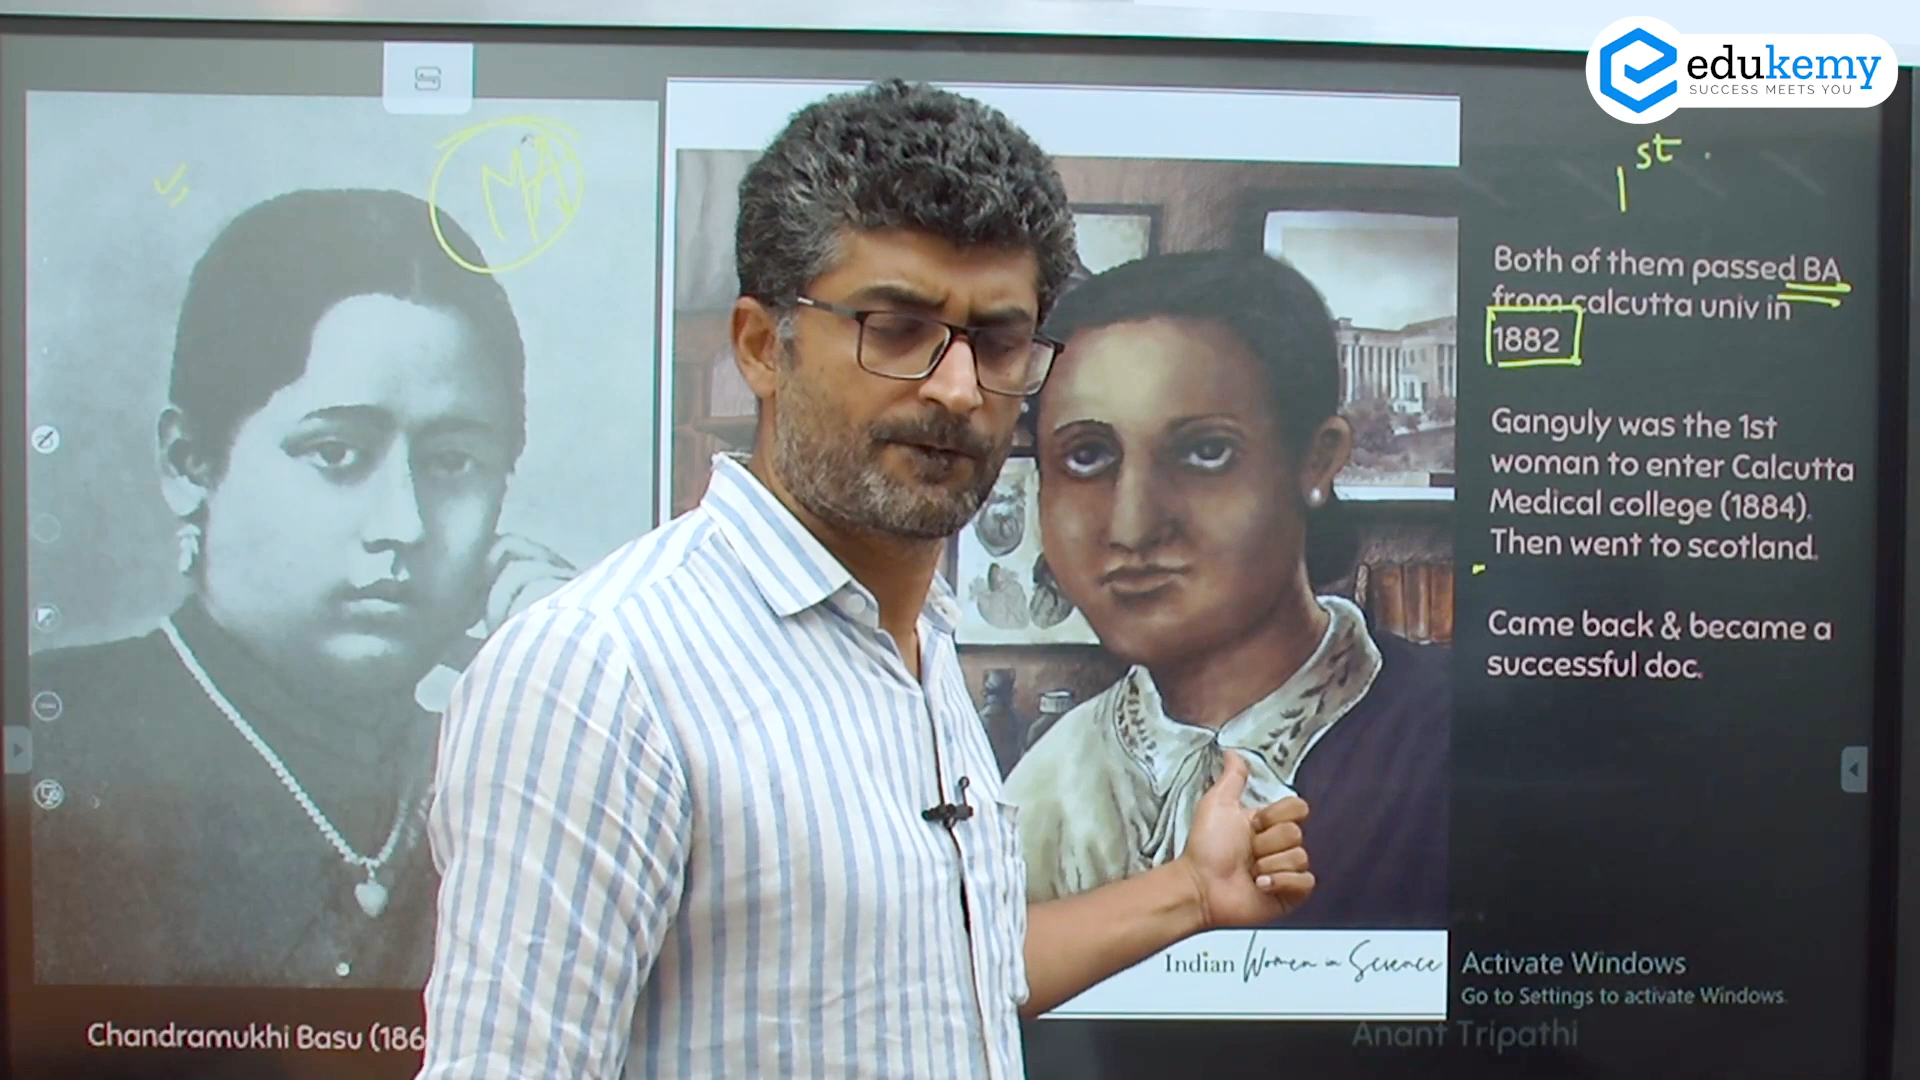 edukemy
SUCCESS MEETS YOU
MA
1st
Both of them passed BA
from calcutta univ in
1882
Ganguly was the 1st
woman to enter Calcutta
Medical college (1884).
Then went to scotland.
Came back & became a
successful doc.
Indian Women in Science
Activate Windows
Go to Settings to activate Windows.
Chandramukhi Basu (186
Anant Tripathi